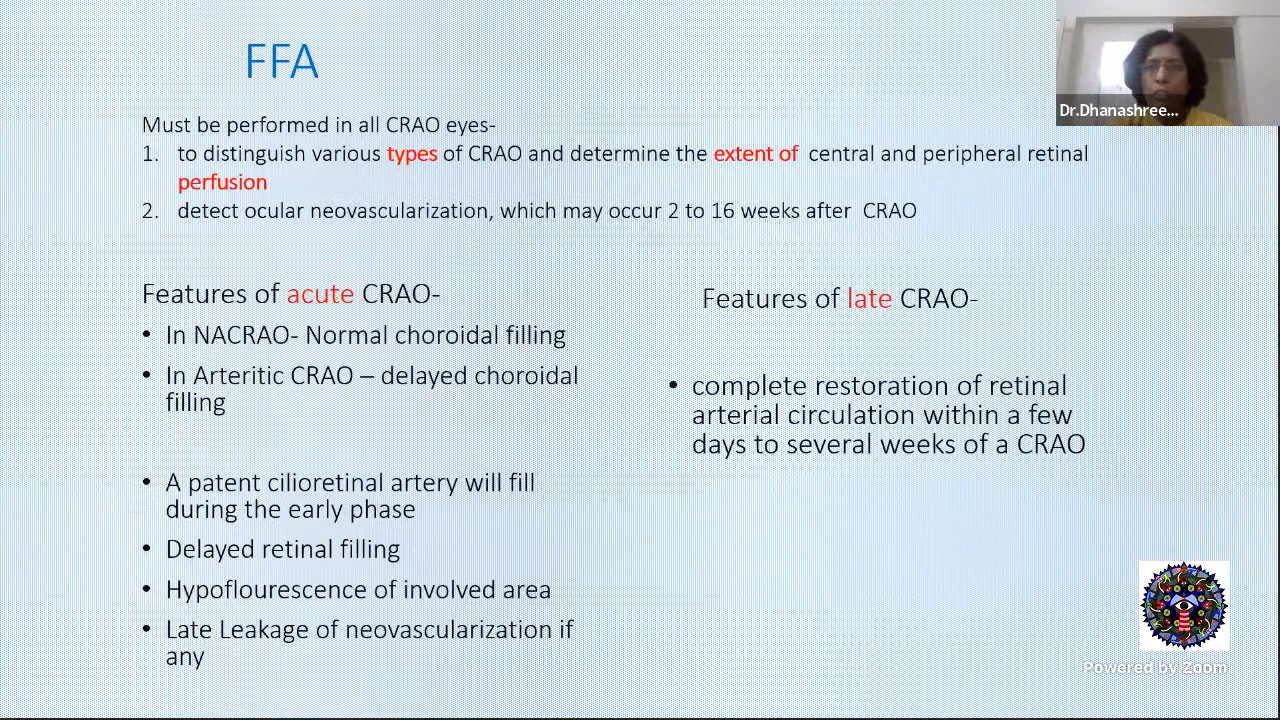 FFA
Dr.Dhanashree...
Must be performed in all CRAO eyes-
1. to distinguish various types of CRAO and determine the extent of central and peripheral retinal
perfusion
2. detect ocular neovascularization, which may occur 2 to 16 weeks after CRAO
Features of acute CRAO-
• In NACRAO- Normal choroidal filling
• In Arteritic CRAO – delayed choroidal
filling
• A patent cilioretinal artery will fill
during the early phase
• Delayed retinal filling
• Hypoflourescence of involved area
• Late Leakage of neovascularization if
any
Features of late CRAO-
• complete restoration of retinal
arterial circulation within a few
days to several weeks of a CRAO
Powered by Zoom